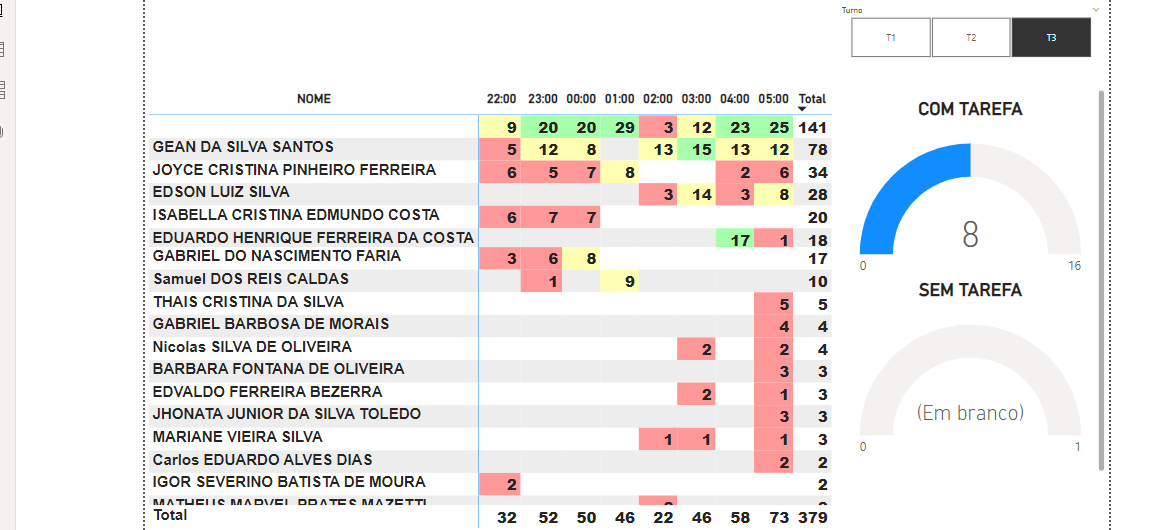 Turno
T1 T2 T3
NOME 22:00 23:00 00:00 01:00 02:00 03:00 04:00 05:00 Total
9 20 20 29 3 12 23 25 141
GEAN DA SILVA SANTOS 5 12 8 13 15 13 12 78
JOYCE CRISTINA PINHEIRO FERREIRA 6 5 7 8 2 6 34
EDSON LUIZ SILVA 3 14 3 8 28
ISABELLA CRISTINA EDMUNDO COSTA 6 7 7 20
EDUARDO HENRIQUE FERREIRA DA COSTA 17 1 18
GABRIEL DO NASCIMENTO FARIA 3 6 8 17
Samuel DOS REIS CALDAS 1 9 10
THAIS CRISTINA DA SILVA 5 5
GABRIEL BARBOSA DE MORAIS 4 4
Nicolas SILVA DE OLIVEIRA 2 2 4
BARBARA FONTANA DE OLIVEIRA 3 3
EDVALDO FERREIRA BEZERRA 2 1 3
JHONATA JUNIOR DA SILVA TOLEDO 3 3
MARIANE VIEIRA SILVA 1 1 1 3
Carlos EDUARDO ALVES DIAS 2 2
IGOR SEVERINO BATISTA DE MOURA 2 2
MATHEUS MARVEL PRATES MAZETTI
Total 32 52 50 46 22 46 58 73 379
COM TAREFA
8
0 16
SEM TAREFA
(Em branco)
0 1